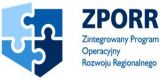 ZPORR
Zintegrowany Program
Operacyjny
Rozwoju Regionalnego